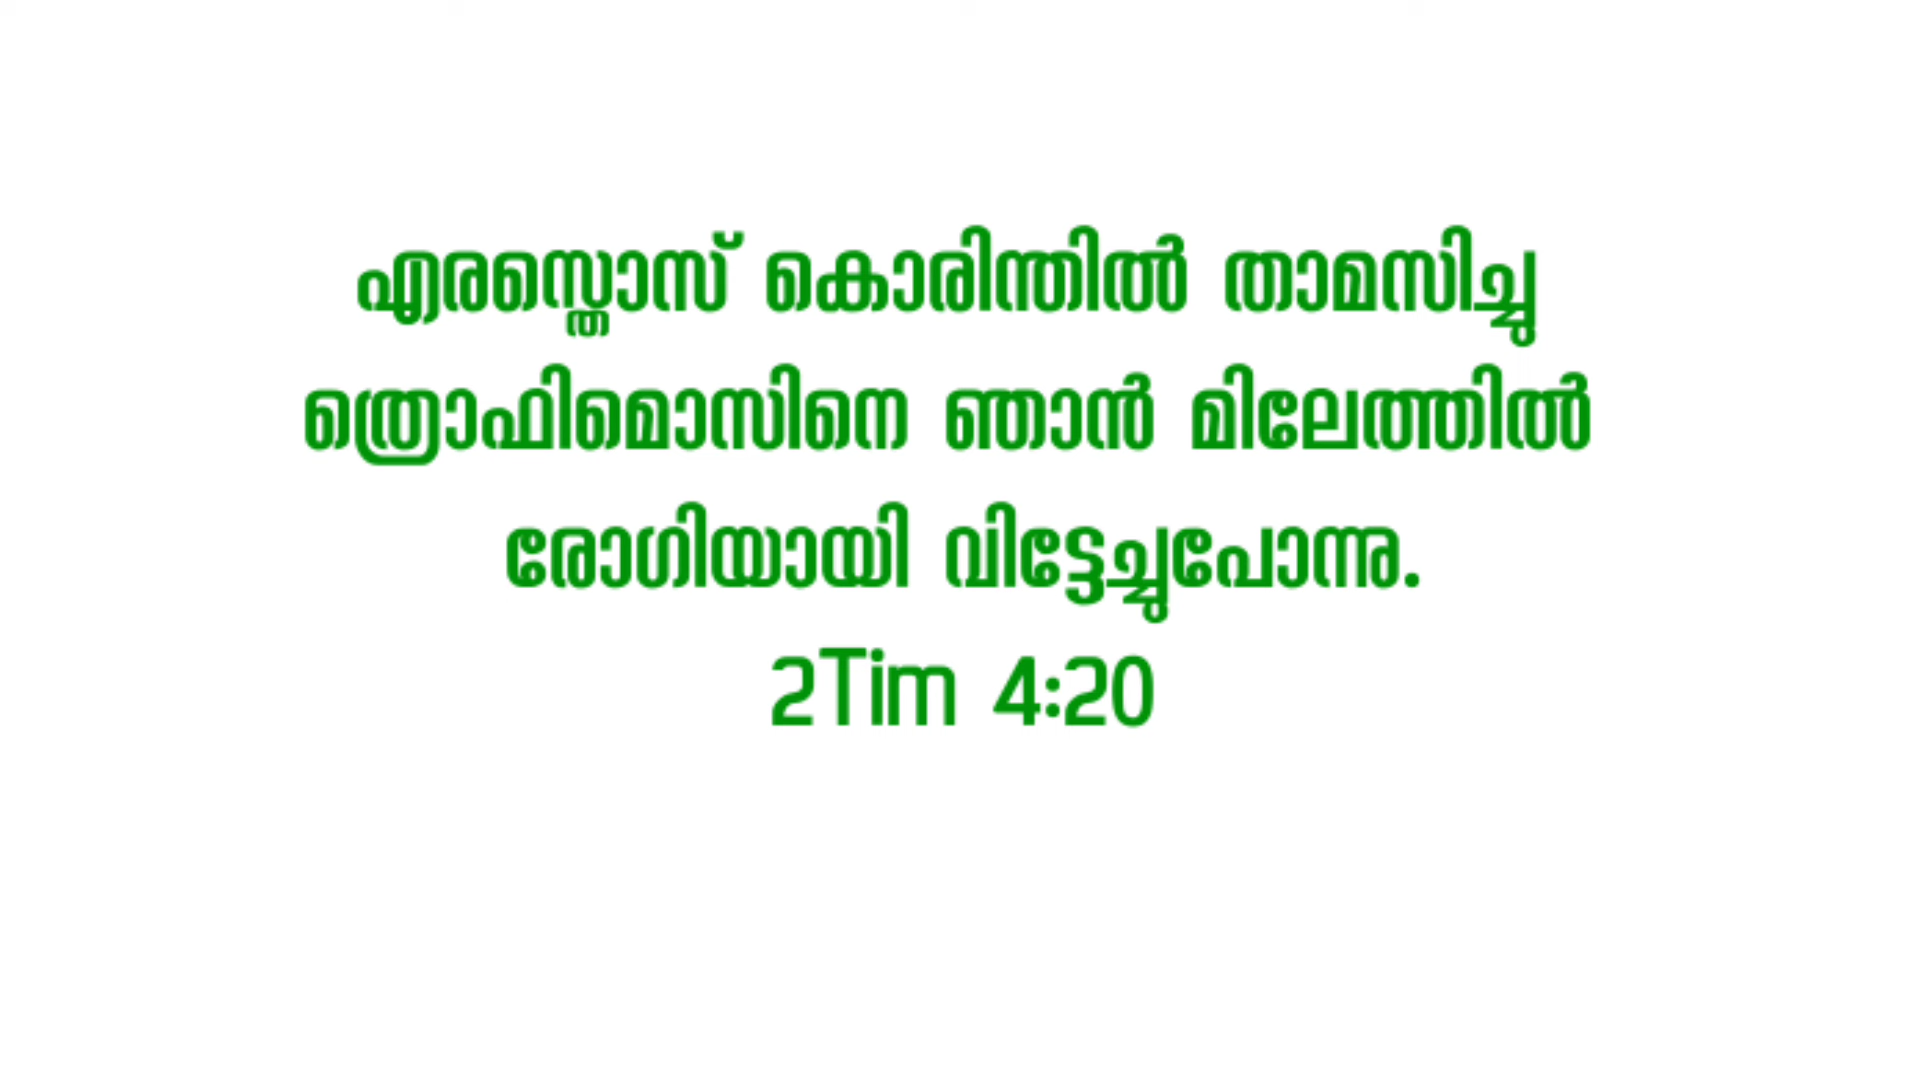 എരസ്തൊസ് കൊരിന്തിൽ താമസിച്ചു
ത്രൊഫിമൊസിനെ ഞാൻ മിലേത്തിൽ
രോഗിയായി വിട്ടേച്ചുപോന്നു.
2Tim 4:20